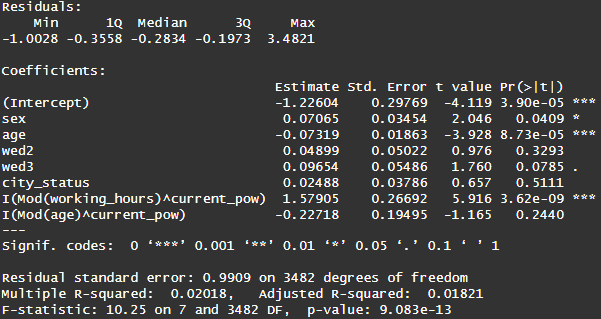 Residuals:
    Min      1Q  Median      3Q     Max
-1.0028 -0.3558 -0.2834 -0.1973  3.4821

Coefficients:
                                 Estimate Std. Error t value Pr(>|t|)
(Intercept)                      -1.22604    0.29769  -4.119 3.90e-05 ***
sex                               0.07065    0.03454   2.046   0.0409 *
age                              -0.07319    0.01863  -3.928 8.73e-05 ***
wed2                              0.04899    0.05022   0.976   0.3293
wed3                              0.09654    0.05486   1.760   0.0785 .
city_status                       0.02488    0.03786   0.657   0.5111
I(Mod(working_hours)^current_pow) 1.57905    0.26692   5.916 3.62e-09 ***
I(Mod(age)^current_pow)          -0.22718    0.19495  -1.165   0.2440
---
Signif. codes:  0 ‘***’ 0.001 ‘**’ 0.01 ‘*’ 0.05 ‘.’ 0.1 ‘ ’ 1

Residual standard error: 0.9909 on 3482 degrees of freedom
Multiple R-squared:  0.02018,   Adjusted R-squared:  0.01821
F-statistic: 10.25 on 7 and 3482 DF,  p-value: 9.083e-13